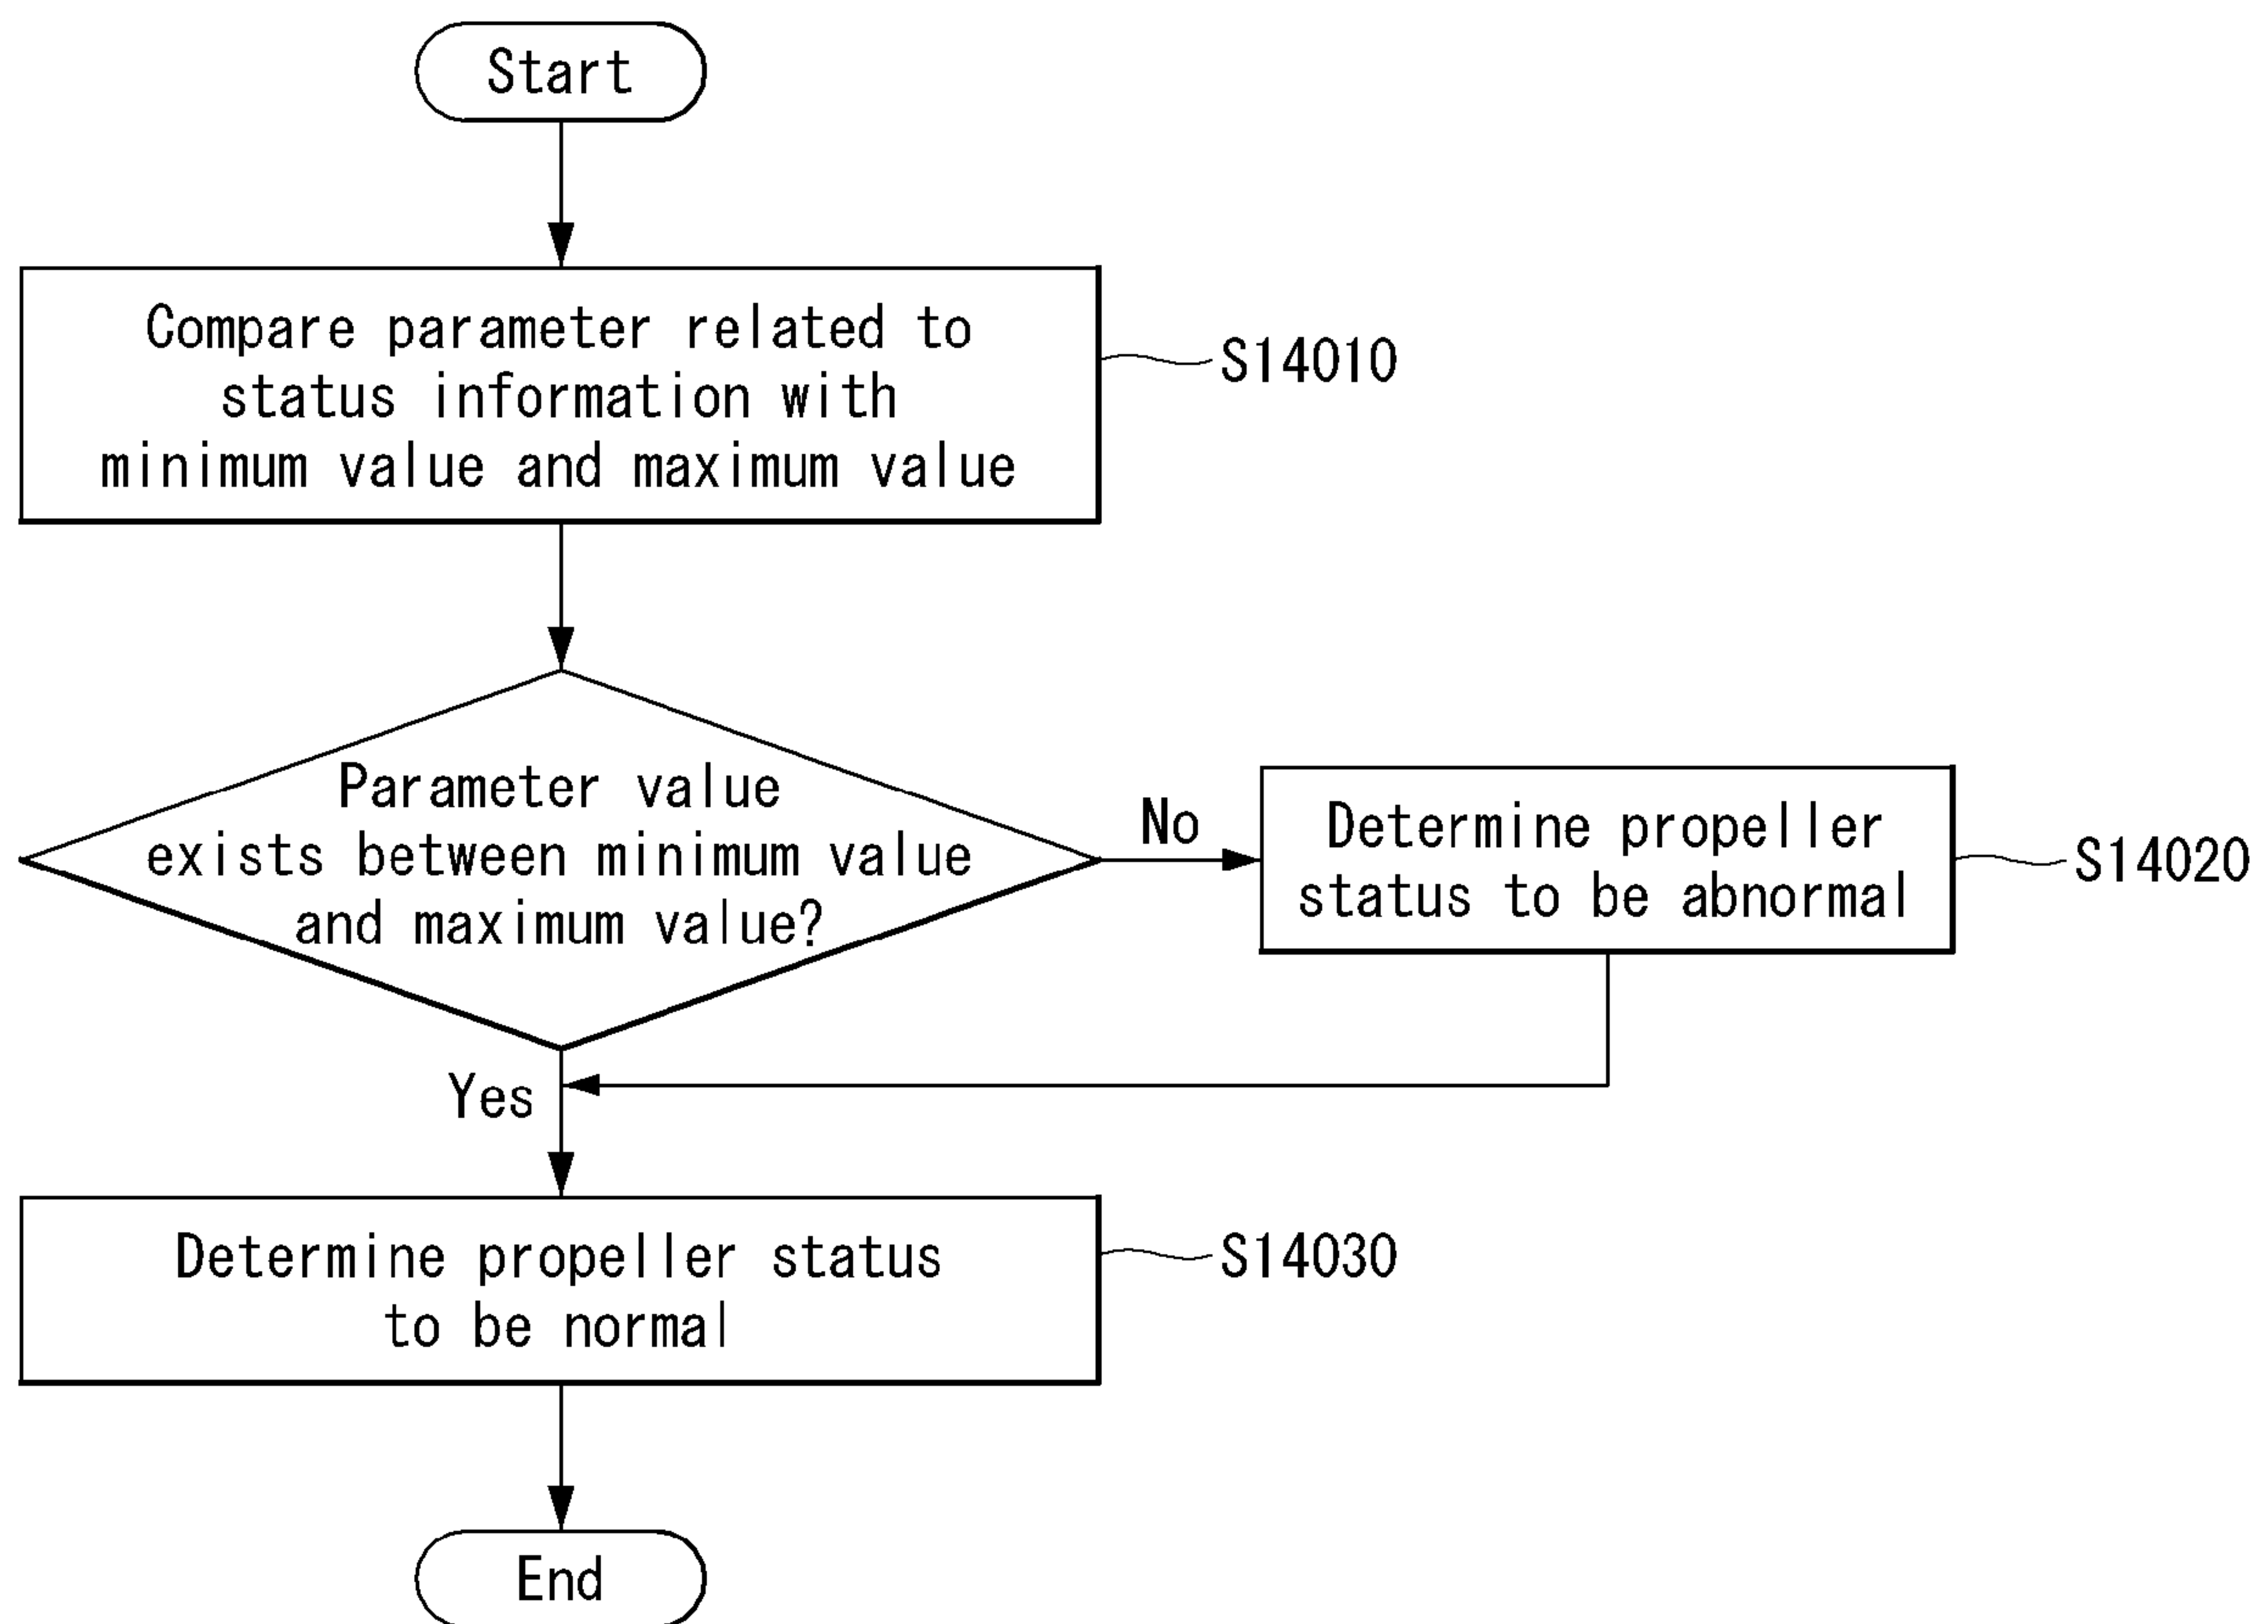 Start
Compare parameter related to
status information with
minimum value and maximum value
S14010
Parameter value
exists between minimum value
and maximum value?
No
Determine propeller
status to be abnormal
S14020
Yes
Determine propeller status
to be normal
S14030
End